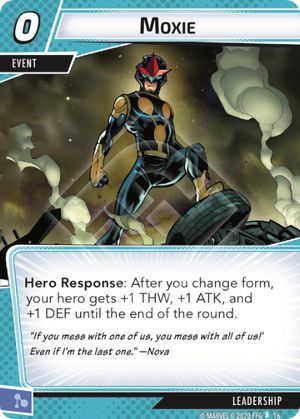 0
MOXIE
EVENT
Hero Response: After you change form,
your hero gets +1 THW, +1 ATK, and
+1 DEF until the end of the round.
"If you mess with one of us, you mess with all of us!
Even if I'm the last one." —Nova
LEADERSHIP
© MARVEL © 2020 FFG 16